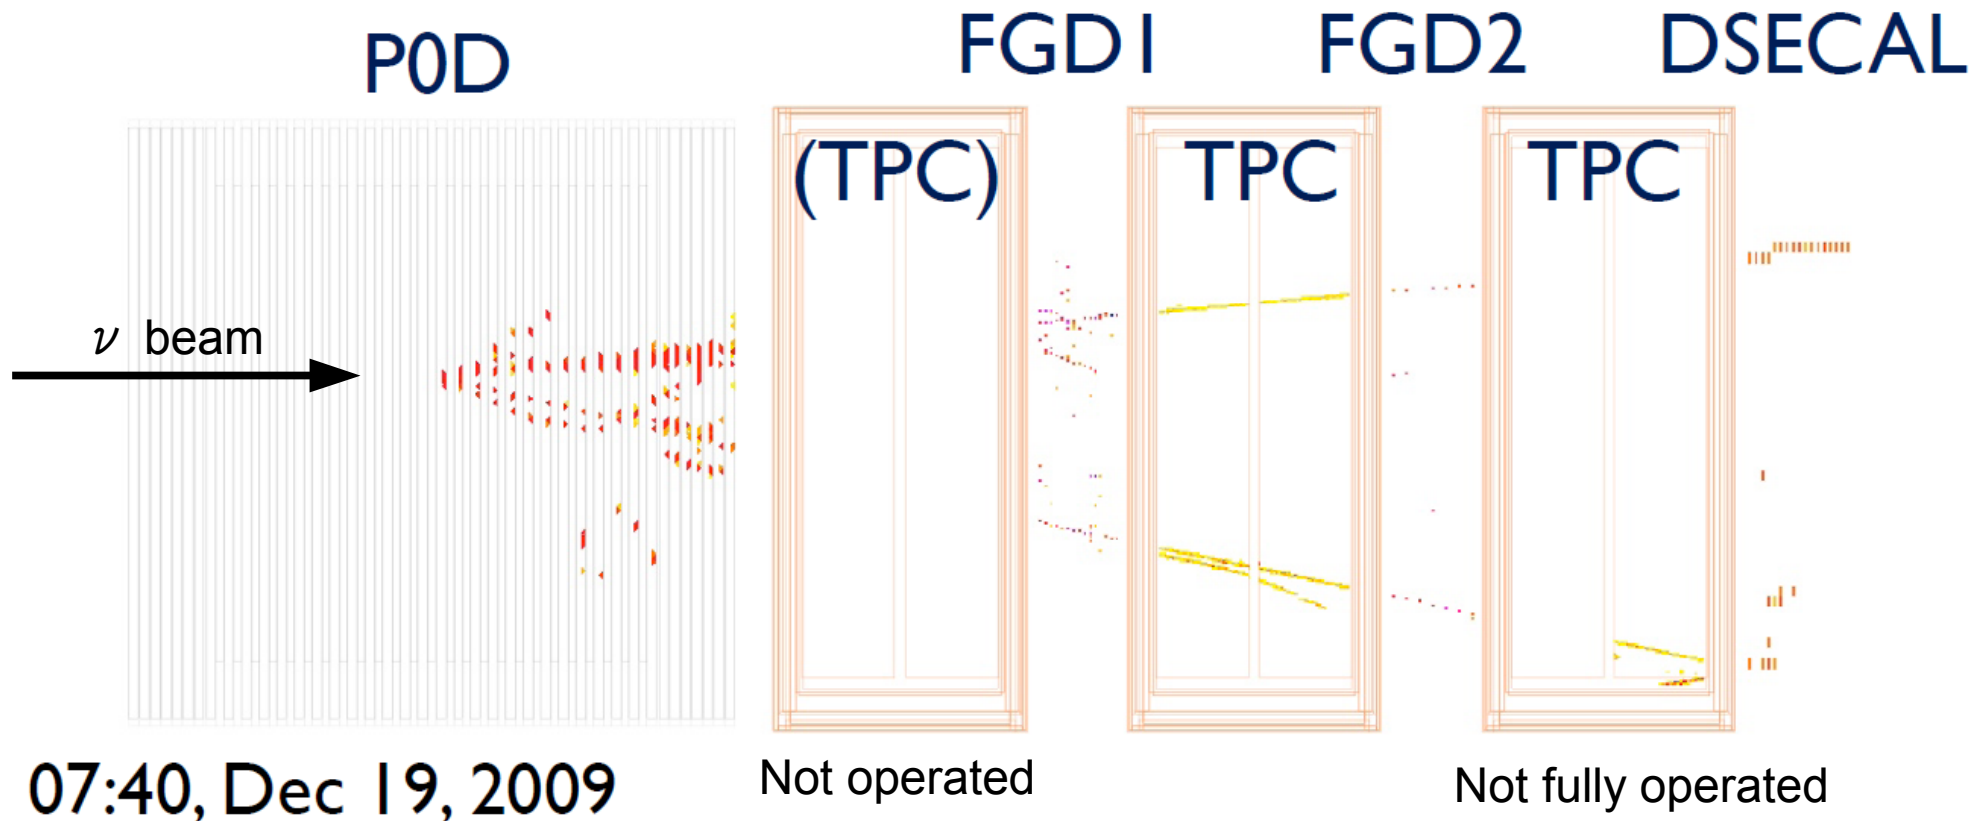 P0D
FGD1
FGD2
DSECAL
(TPC)
TPC
TPC
ν beam
07:40, Dec 19, 2009
Not operated
Not fully operated